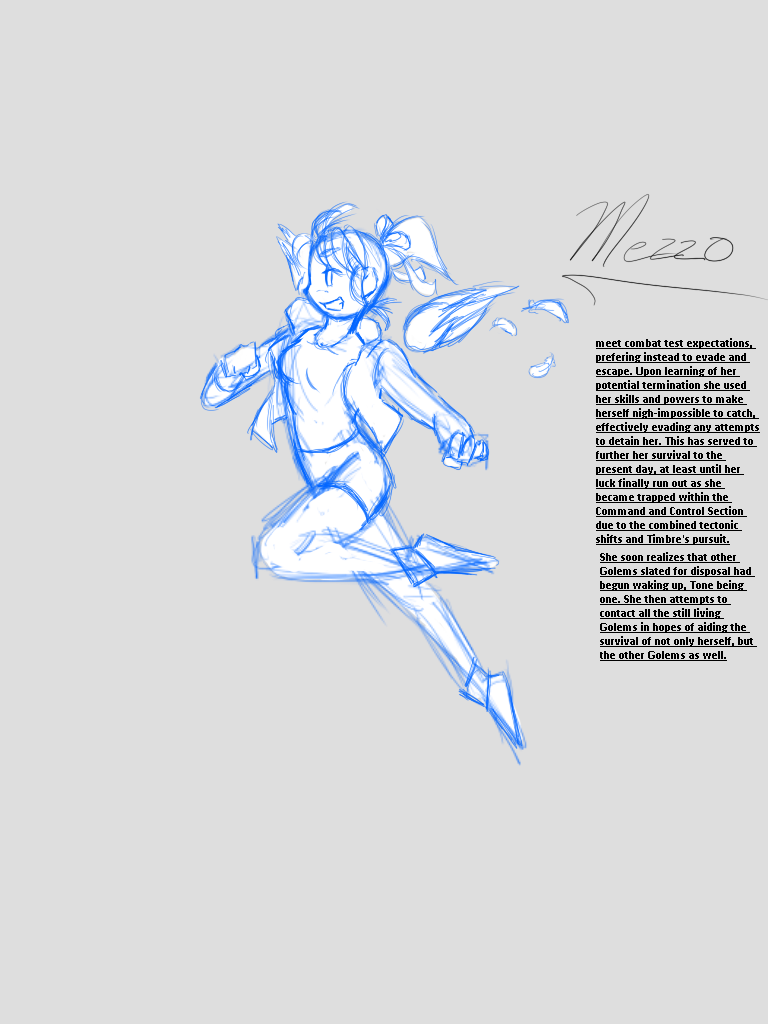 Mezzo
meet combat test expectations,
prefering instead to evade and
escape. Upon learning of her
potential termination she used
her skills and powers to make
herself nigh-impossible to catch,
effectively evading any attempts
to detain her. This has served to
further her survival to the
present day, at least until her
luck finally run out as she
became trapped within the
Command and Control Section
due to the combined tectonic
shifts and Timbre's pursuit.
She soon realizes that other
Golems slated for disposal had
begun waking up, Tone being
one. She then attempts to
contact all the still living
Golems in hopes of aiding the
survival of not only herself, but
the other Golems as well.